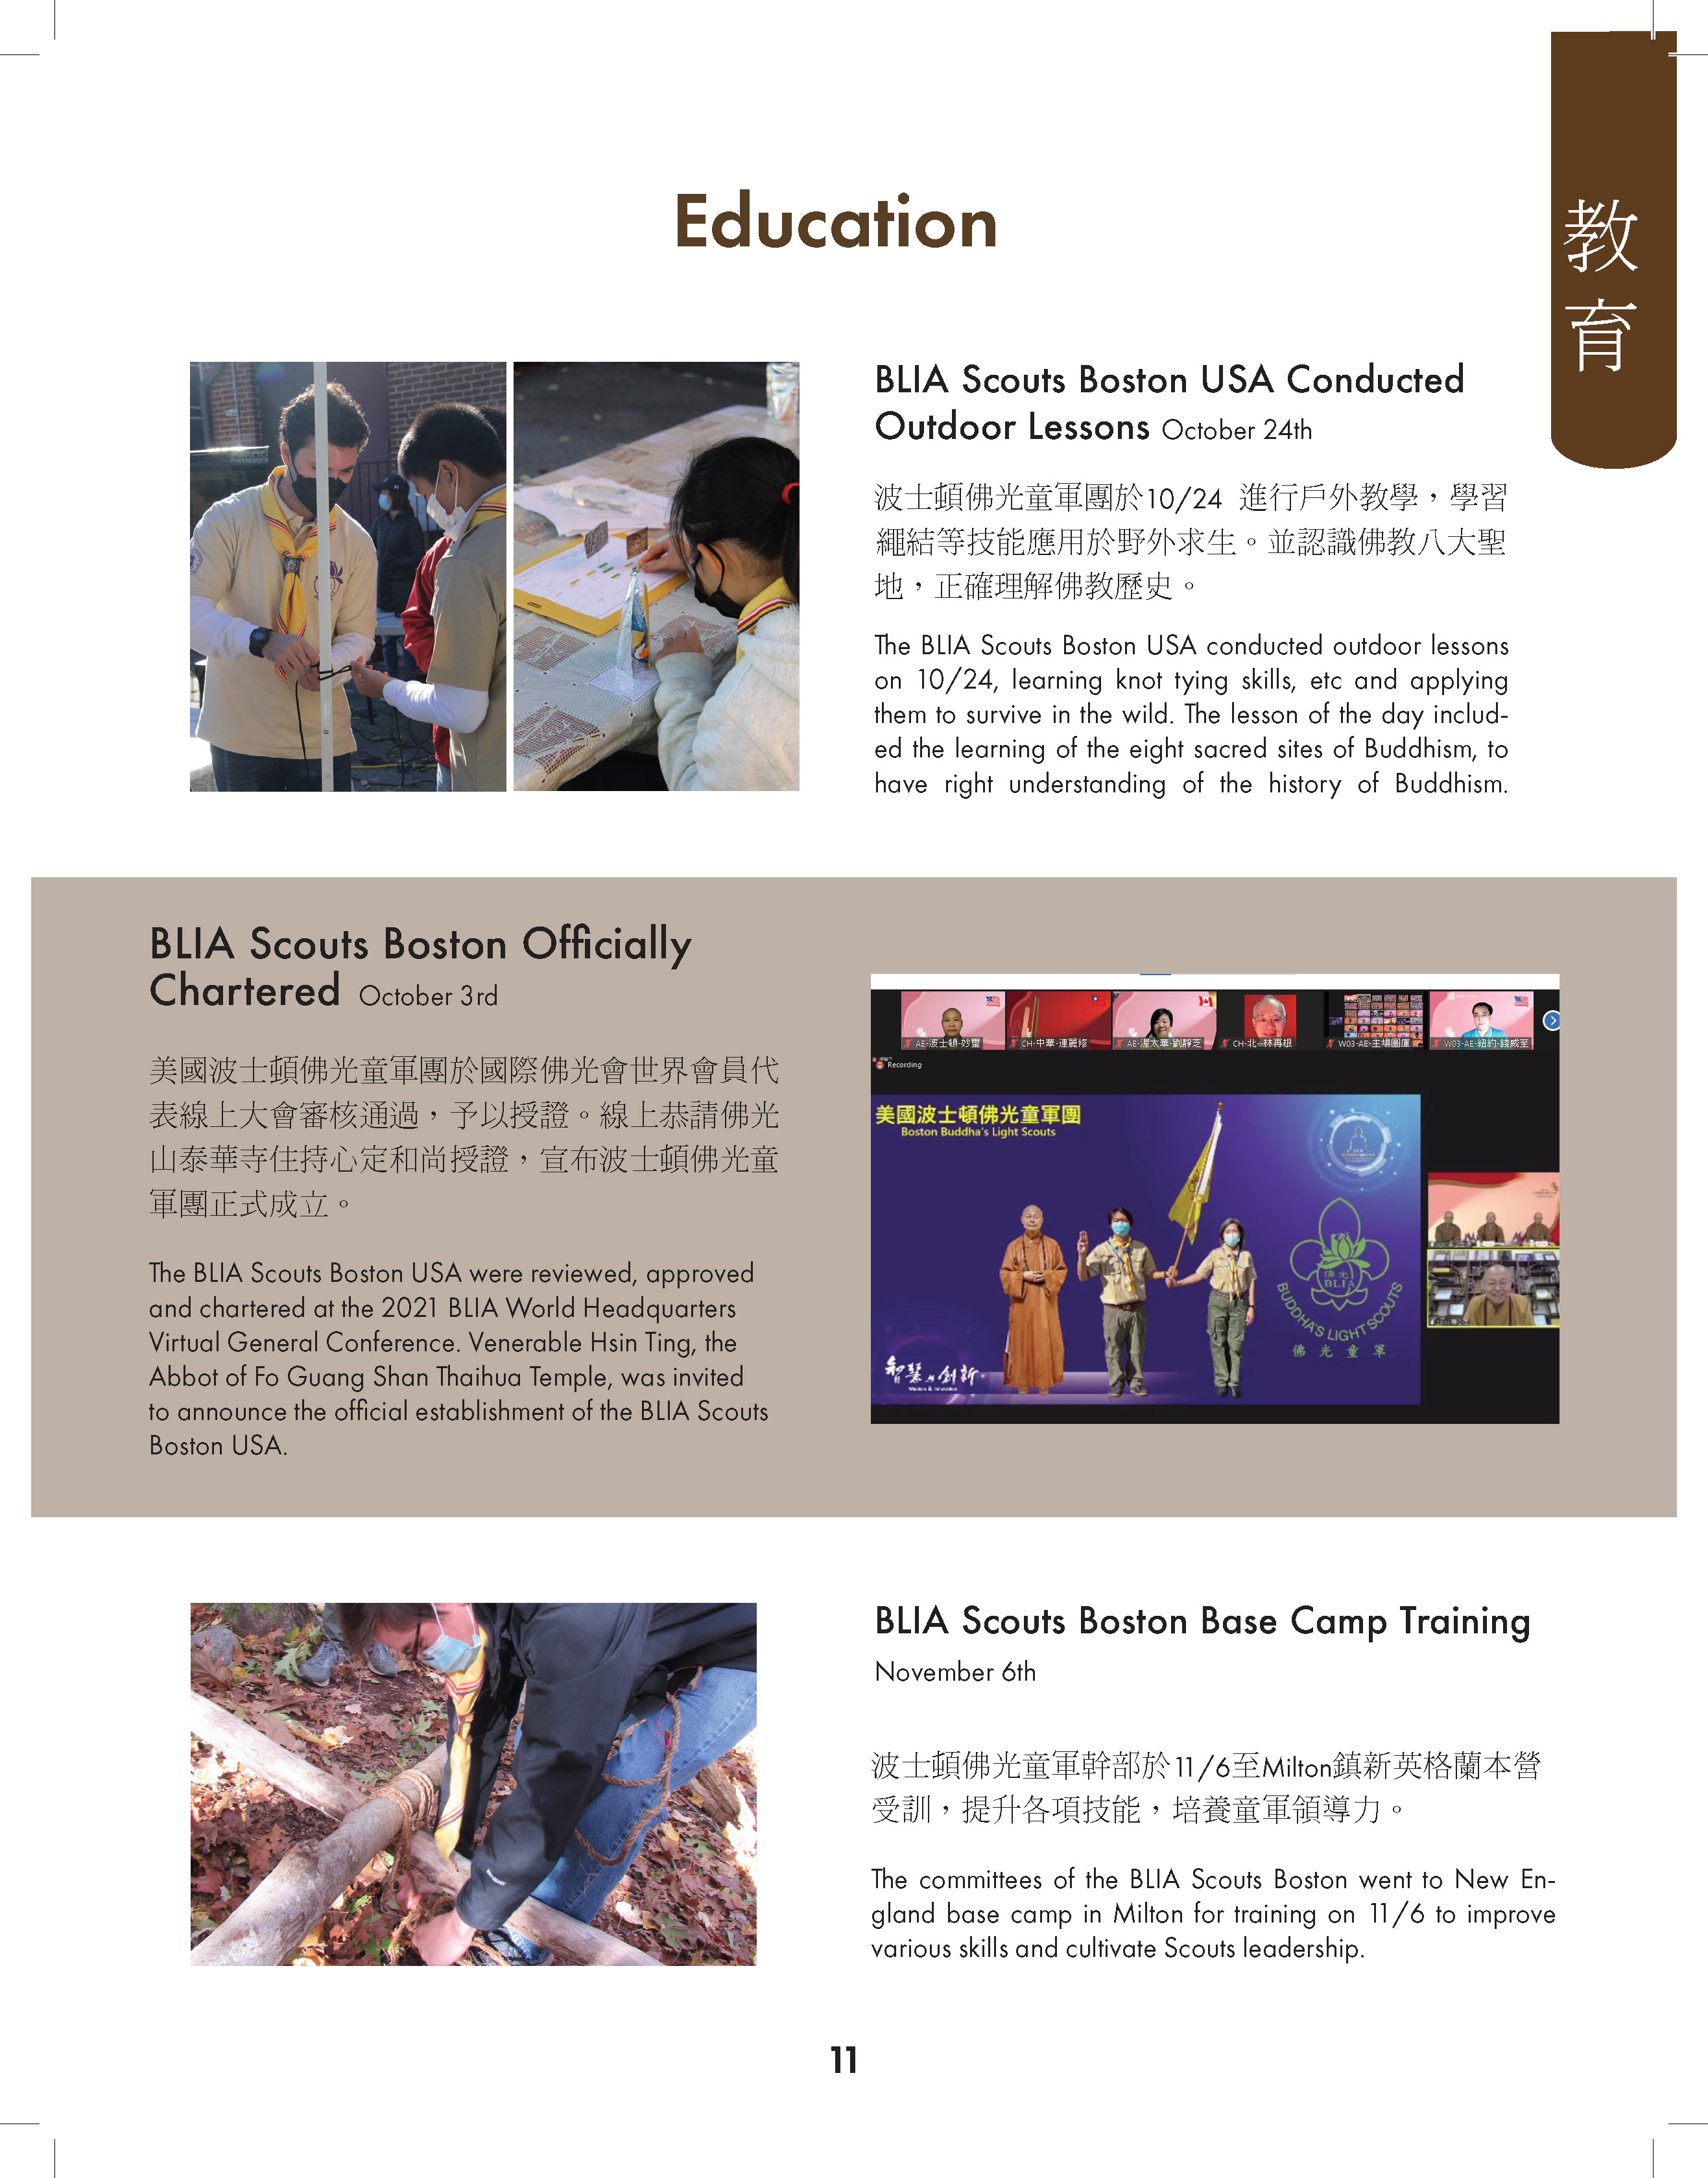 Education
教
育
BLIA Scouts Boston USA Conducted
Outdoor Lessons October 24th
波士頓佛光童軍團於10/24 進行戶外教學，學習
繩結等技能應用於野外求生。並認識佛教八大聖
地，正確理解佛教歷史。
The BLIA Scouts Boston USA conducted outdoor lessons
on 10/24, learning knot tying skills, etc and applying
them to survive in the wild. The lesson of the day includ-
ed the learning of the eight sacred sites of Buddhism, to
have right understanding of the history of Buddhism.
BLIA Scouts Boston Officially
Chartered October 3rd
美國波士頓佛光童軍團於國際佛光會世界會員代
表線上大會審核通過，予以授證。線上恭請佛光
山泰華寺住持心定和尚授證，宣布波士頓佛光童
軍團正式成立。
The BLIA Scouts Boston USA were reviewed, approved
and chartered at the 2021 BLIA World Headquarters
Virtual General Conference. Venerable Hsin Ting, the
Abbot of Fo Guang Shan Thaihua Temple, was invited
to announce the official establishment of the BLIA Scouts
Boston USA.
AE-波士頓-妙璽
CH-中華-連麗修
AE-渥太華-劉靜芝
CH-北-林再根
W03-AB-主場圖庫
W03-AE-紐約-錢威至
Recording
美國波士頓佛光童軍團
Boston Buddha's Light Scouts
佛光
BLIA
BUDDHA'S LIGHT SCOUTS
佛光童軍
智慧與創新
Wisdom & Innovation
BLIA Scouts Boston Base Camp Training
November 6th
波士頓佛光童軍幹部於11/6至Milton鎮新英格蘭本營
受訓，提升各項技能，培養童軍領導力。
The committees of the BLIA Scouts Boston went to New En-
gland base camp in Milton for training on 11/6 to improve
various skills and cultivate Scouts leadership.
11